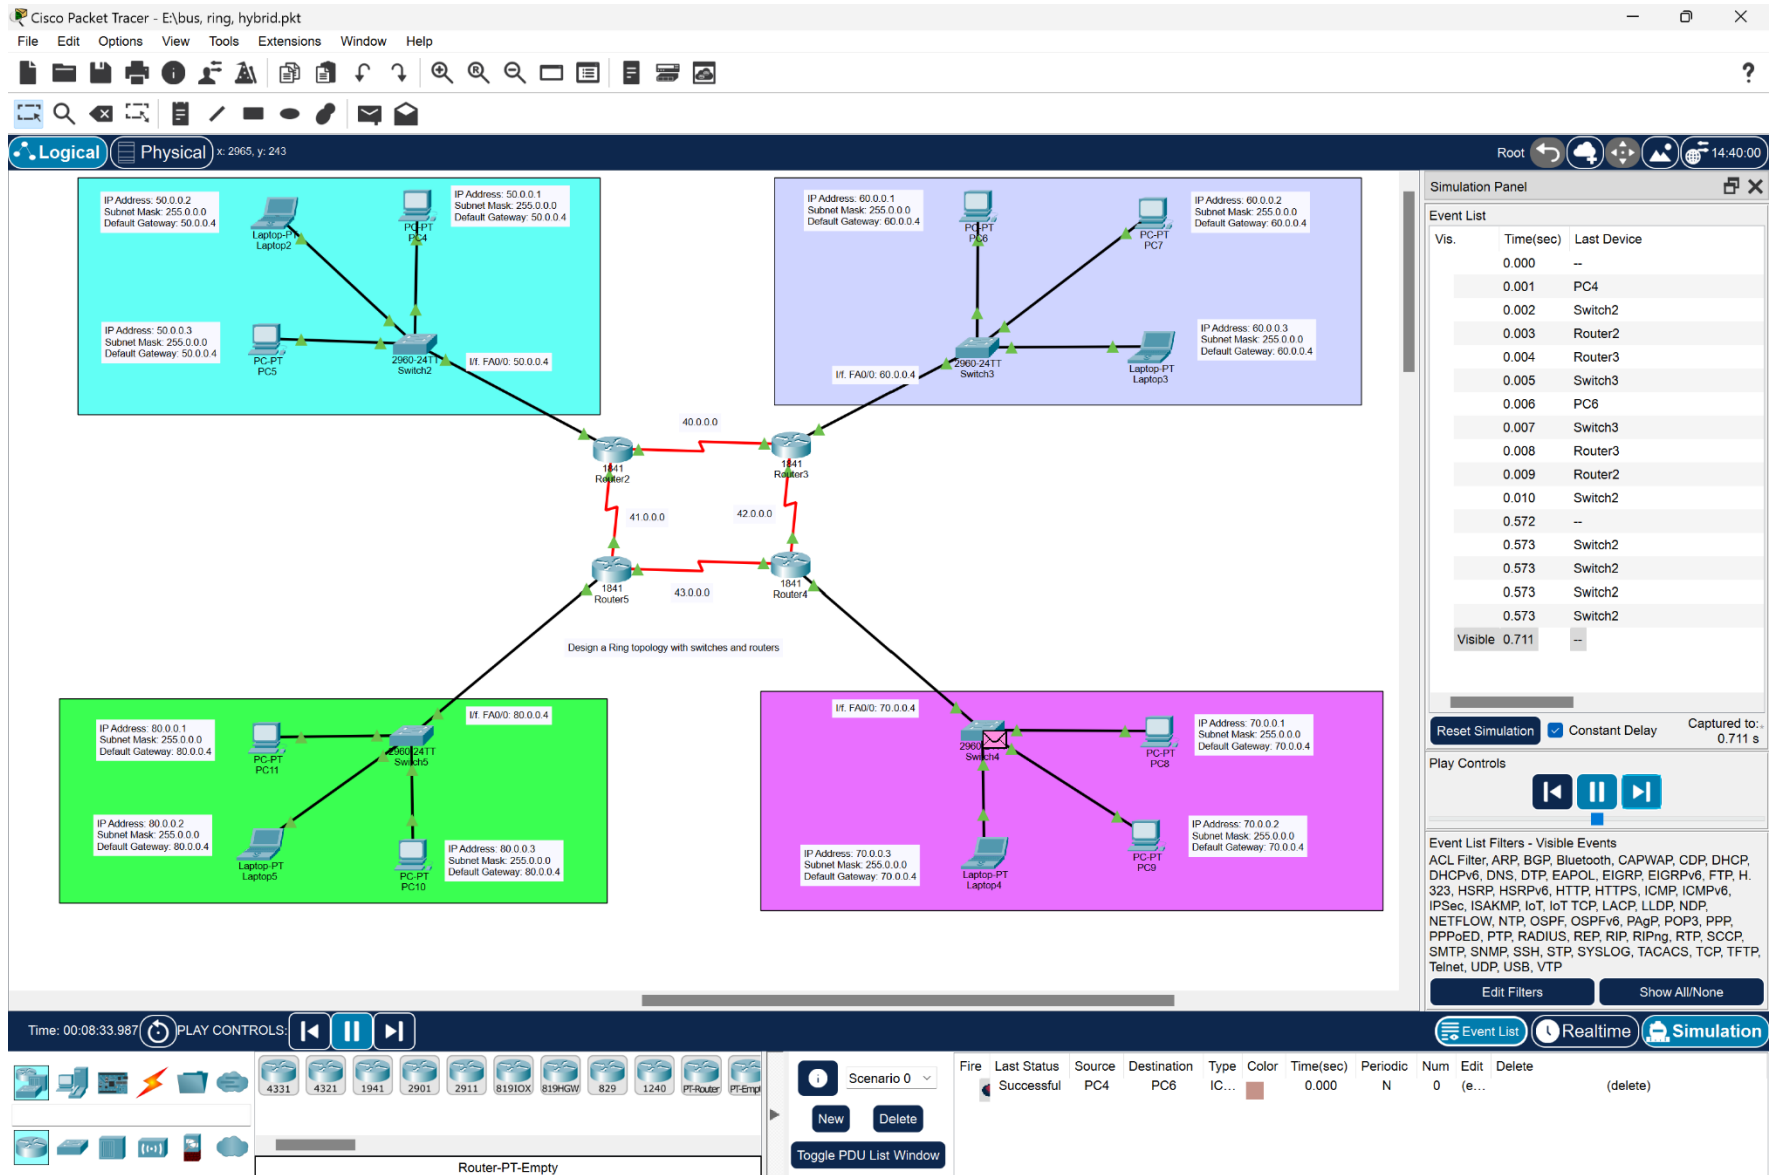 Cisco Packet Tracer - E:\bus, ring, hybrid.pkt
File Edit Options View Tools Extensions Window Help
?
Logical Physical x: 2965, y: 243
Root 14:40:00
IP Address: 50.0.0.2
Subnet Mask: 255.0.0.0
Default Gateway: 50.0.0.4
Laptop-PT
Laptop2
PC-PT
PC4
IP Address: 50.0.0.1
Subnet Mask: 255.0.0.0
Default Gateway: 50.0.0.4
IP Address: 50.0.0.3
Subnet Mask: 255.0.0.0
Default Gateway: 50.0.0.4
PC-PT
PC5
2960-24TT
Switch2
I/f. FA0/0: 50.0.0.4
IP Address: 60.0.0.1
Subnet Mask: 255.0.0.0
Default Gateway: 60.0.0.4
PC-PT
PC6
PC-PT
PC7
IP Address: 60.0.0.2
Subnet Mask: 255.0.0.0
Default Gateway: 60.0.0.4
I/f. FA0/0: 60.0.0.4
2960-24TT
Switch3
Laptop-PT
Laptop3
IP Address: 60.0.0.3
Subnet Mask: 255.0.0.0
Default Gateway: 60.0.0.4
40.0.0.0
1841
Router2
1841
Router3
41.0.0.0
42.0.0.0
1841
Router5
43.0.0.0
1841
Router4
Design a Ring topology with switches and routers
IP Address: 80.0.0.1
Subnet Mask: 255.0.0.0
Default Gateway: 80.0.0.4
PC-PT
PC11
2960-24TT
Switch5
I/f. FA0/0: 80.0.0.4
IP Address: 80.0.0.2
Subnet Mask: 255.0.0.0
Default Gateway: 80.0.0.4
Laptop-PT
Laptop5
PC-PT
PC10
IP Address: 80.0.0.3
Subnet Mask: 255.0.0.0
Default Gateway: 80.0.0.4
I/f. FA0/0: 70.0.0.4
Switch4
PC-PT
PC8
IP Address: 70.0.0.1
Subnet Mask: 255.0.0.0
Default Gateway: 70.0.0.4
IP Address: 70.0.0.3
Subnet Mask: 255.0.0.0
Default Gateway: 70.0.0.4
Laptop-PT
Laptop4
PC-PT
PC9
IP Address: 70.0.0.2
Subnet Mask: 255.0.0.0
Default Gateway: 70.0.0.4
Simulation Panel
Event List
Vis. Time(sec) Last Device
0.000 --
0.001 PC4
0.002 Switch2
0.003 Router2
0.004 Router3
0.005 Switch3
0.006 PC6
0.007 Switch3
0.008 Router3
0.009 Router2
0.010 Switch2
0.572 --
0.573 Switch2
0.573 Switch2
0.573 Switch2
0.573 Switch2
Visible 0.711 --
Reset Simulation Constant Delay Captured to:
0.711 s
Play Controls
Event List Filters - Visible Events
ACL Filter, ARP, BGP, Bluetooth, CAPWAP, CDP, DHCP,
DHCPv6, DNS, DTP, EAPOL, EIGRP, EIGRPv6, FTP, H.
323, HSRP, HSRPv6, HTTP, HTTPS, ICMP, ICMPv6,
IPSec, ISAKMP, IoT, IoT TCP, LACP, LLDP, NDP,
NETFLOW, NTP, OSPF, OSPFv6, PAgP, POP3, PPP,
PPPoED, PTP, RADIUS, REP, RIP, RIPng, RTP, SCCP,
SMTP, SNMP, SSH, STP, SYSLOG, TACACS, TCP, TFTP,
Telnet, UDP, USB, VTP
Edit Filters Show All/None
Time: 00:08:33.987 PLAY CONTROLS:
Event List Realtime Simulation
4331 4321 1941 2901 2911 819IOX 819HGW 829 1240 PT-Router PT-Emp
Router-PT-Empty
Scenario 0
New Delete
Toggle PDU List Window
Fire Last Status Source Destination Type Color Time(sec) Periodic Num Edit Delete
Successful PC4 PC6 IC... 0.000 N 0 (e... (delete)